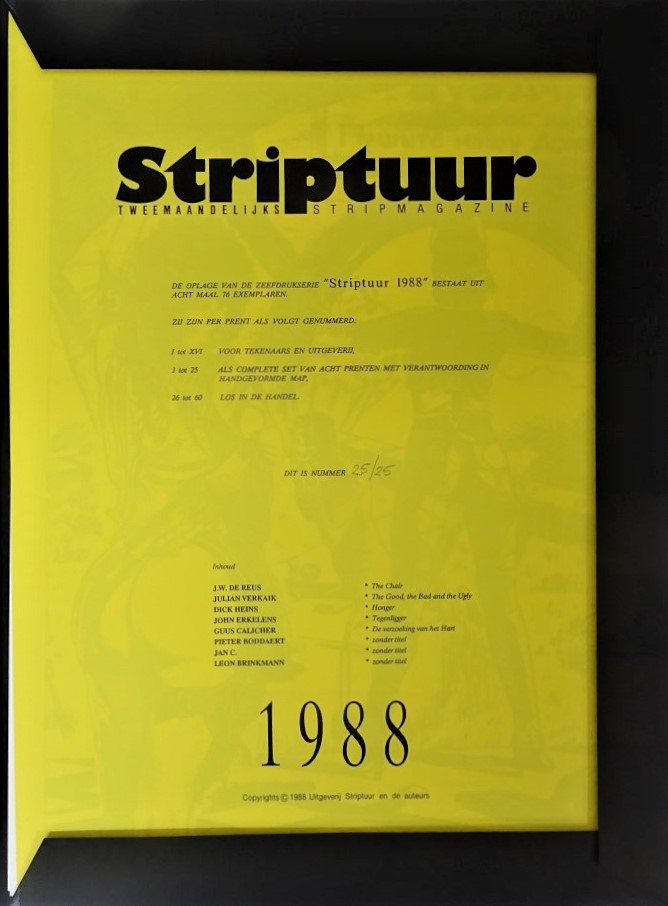 Striptuur
TWEEMAANDELIJKS STRIPMAGAZINE
DE OPLAGE VAN DE ZEEFDRUKSERIE "Striptuur 1988" BESTAAT UIT
ACHT MAAL 76 EXEMPLAREN.
ZIJ ZIJN PER PRENT ALS VOLGT GENUMMERD:
I tot XVI VOOR TEKENAARS EN UITGEVERIJ,
1 tot 25 ALS COMPLETE SET VAN ACHT PRENTEN MET VERANTWOORDING IN
HANDGEVORMDE MAP,
26 tot 60 LOS IN DE HANDEL.
DIT IS NUMMER 25/25
Inhoud
J.W. DE REUS * The Chair
JULIAN VERKAIK * The Good, the Bad and the Ugly
DICK HEINS * Honger
JOHN ERKELENS * Tegenligger
GUUS CALICHER * De verzoeking van het Hart
PIETER BODDAERT * zonder titel
JAN C. * zonder titel
LEON BRINKMANN * zonder titel
1988
Copyrights © 1988 Uitgeverij Striptuur en de auteurs